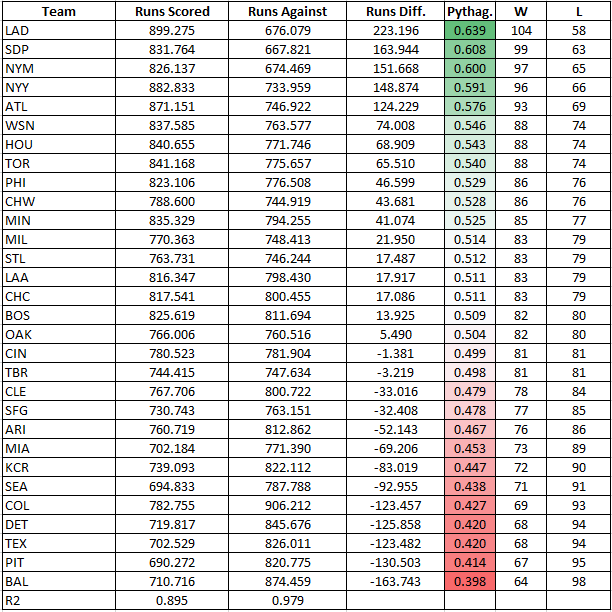 Team Runs Scored Runs Against Runs Diff. Pythag. W L
LAD 899.275 676.079 223.196 0.639 104 58
SDP 831.764 667.821 163.944 0.608 99 63
NYM 826.137 674.469 151.668 0.600 97 65
NYY 882.833 733.959 148.874 0.591 96 66
ATL 871.151 746.922 124.229 0.576 93 69
WSN 837.585 763.577 74.008 0.546 88 74
HOU 840.655 771.746 68.909 0.543 88 74
TOR 841.168 775.657 65.510 0.540 88 74
PHI 823.106 776.508 46.599 0.529 86 76
CHW 788.600 744.919 43.681 0.528 86 76
MIN 835.329 794.255 41.074 0.525 85 77
MIL 770.363 748.413 21.950 0.514 83 79
STL 763.731 746.244 17.487 0.512 83 79
LAA 816.347 798.430 17.917 0.511 83 79
CHC 817.541 800.455 17.086 0.511 83 79
BOS 825.619 811.694 13.925 0.509 82 80
OAK 766.006 760.516 5.490 0.504 82 80
CIN 780.523 781.904 -1.381 0.499 81 81
TBR 744.415 747.634 -3.219 0.498 81 81
CLE 767.706 800.722 -33.016 0.479 78 84
SFG 730.743 763.151 -32.408 0.478 77 85
ARI 760.719 812.862 -52.143 0.467 76 86
MIA 702.184 771.390 -69.206 0.453 73 89
KCR 739.093 822.112 -83.019 0.447 72 90
SEA 694.833 787.788 -92.955 0.438 71 91
COL 782.755 906.212 -123.457 0.427 69 93
DET 719.817 845.676 -125.858 0.420 68 94
TEX 702.529 826.011 -123.482 0.420 68 94
PIT 690.272 820.775 -130.503 0.414 67 95
BAL 710.716 874.459 -163.743 0.398 64 98
R2 0.895 0.979